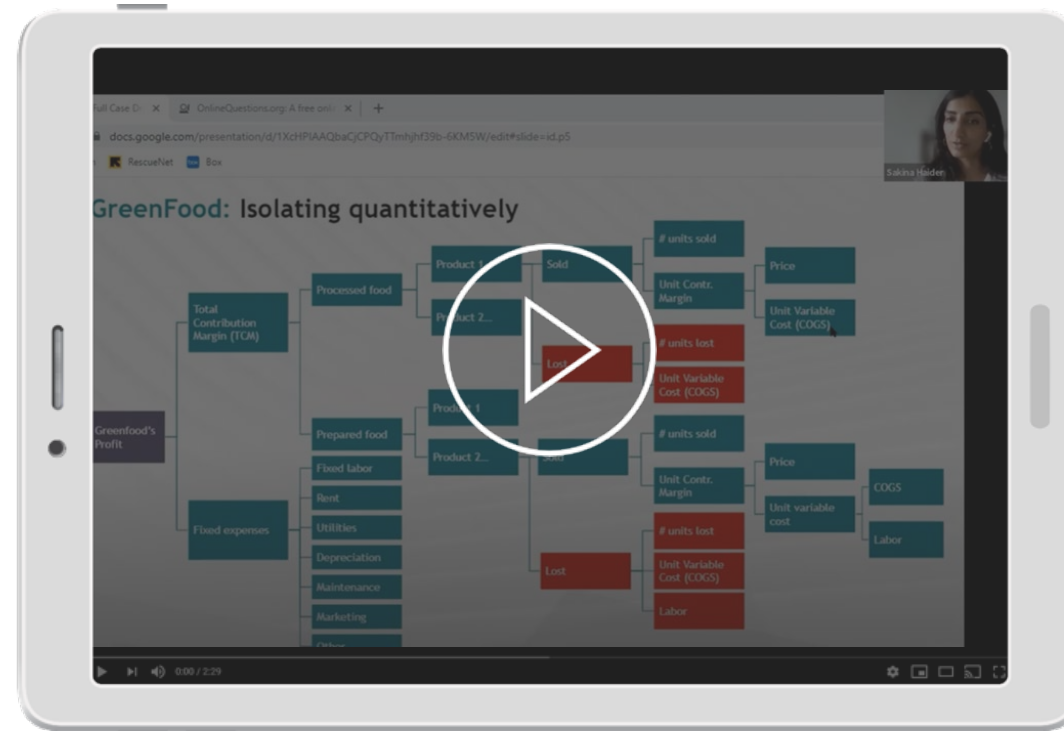 Full Case D
OnlineQuestions.org: A free onli
docs.google.com/presentation/d/1XcHPlAAQbaCjCPQyTTmhjhf39b-6KM5W/edit#slide=id.p5
RescueNet
Box
Sakina Haider
GreenFood: Isolating quantitatively
Greenfood's
Profit
Total
Contribution
Margin (TCM)
Processed food
Product 1
Product 2...
Sold
# units sold
Unit Contr.
Margin
Price
Unit Variable
Cost (COGS)
Lost
# units lost
Unit Variable
Cost (COGS)
Prepared food
Product 1
Product 2...
Sold
# units sold
Unit Contr.
Margin
Price
Unit variable
cost
COGS
Labor
Lost
# units lost
Unit Variable
Cost (COGS)
Labor
Fixed expenses
Fixed labor
Rent
Utilities
Depreciation
Maintenance
Marketing
Other
0:00 / 2:29